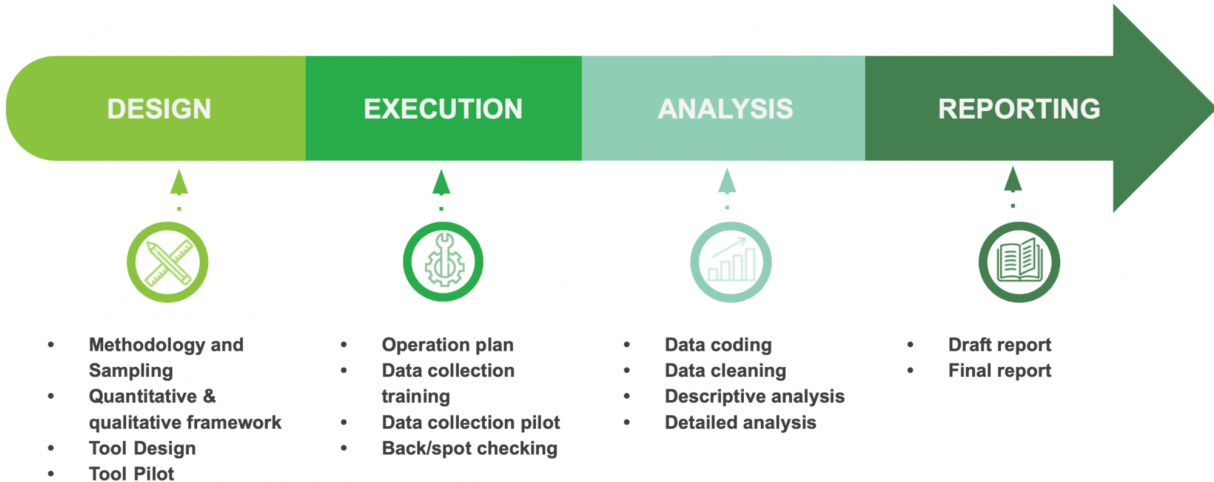 DESIGN
EXECUTION
ANALYSIS
REPORTING
• Methodology and
Sampling
• Quantitative &
qualitative framework
• Tool Design
• Tool Pilot
• Operation plan
• Data collection
training
• Data collection pilot
• Back/spot checking
• Data coding
• Data cleaning
• Descriptive analysis
• Detailed analysis
• Draft report
• Final report